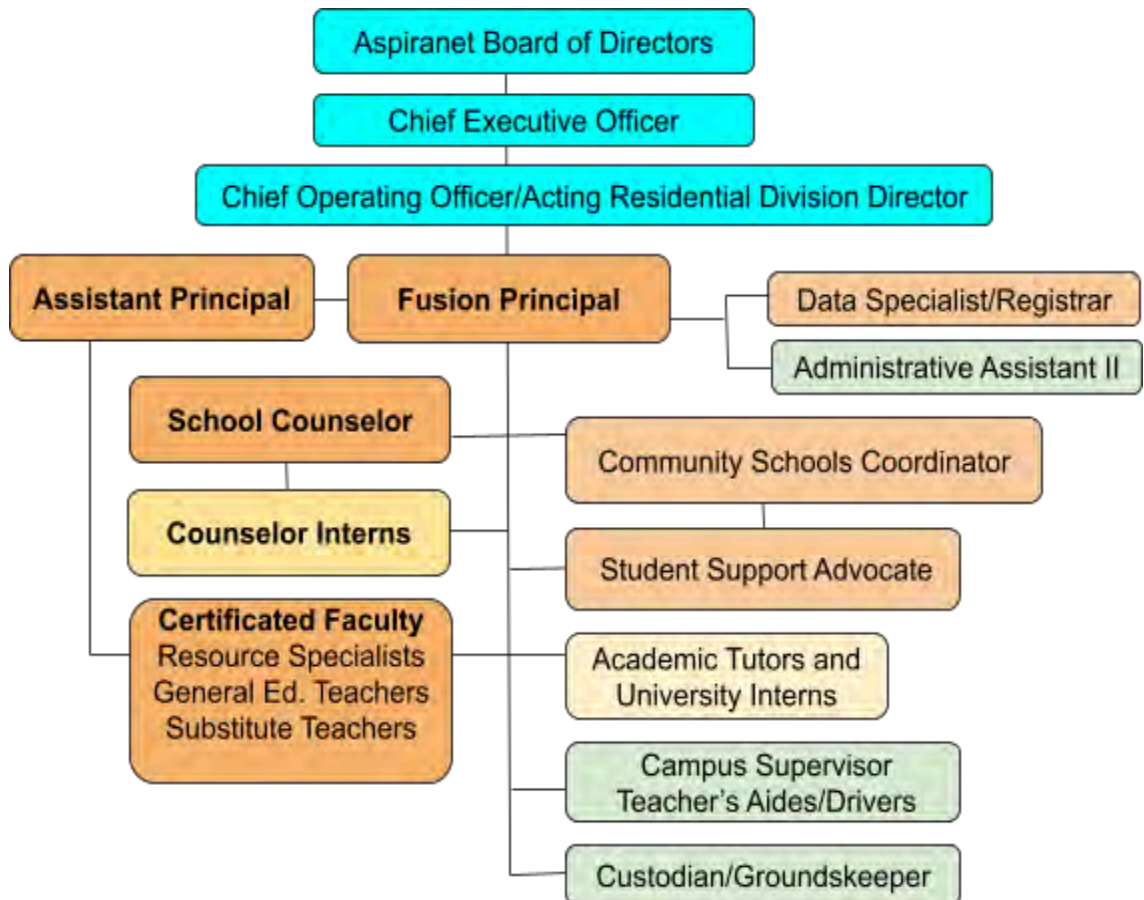 Aspiranet Board of Directors
Chief Executive Officer
Chief Operating Officer/Acting Residential Division Director
Assistant Principal
Fusion Principal
Data Specialist/Registrar
Administrative Assistant II
School Counselor
Community Schools Coordinator
Counselor Interns
Student Support Advocate
Certificated Faculty
Resource Specialists
General Ed. Teachers
Substitute Teachers
Academic Tutors and
University Interns
Campus Supervisor
Teacher’s Aides/Drivers
Custodian/Groundskeeper